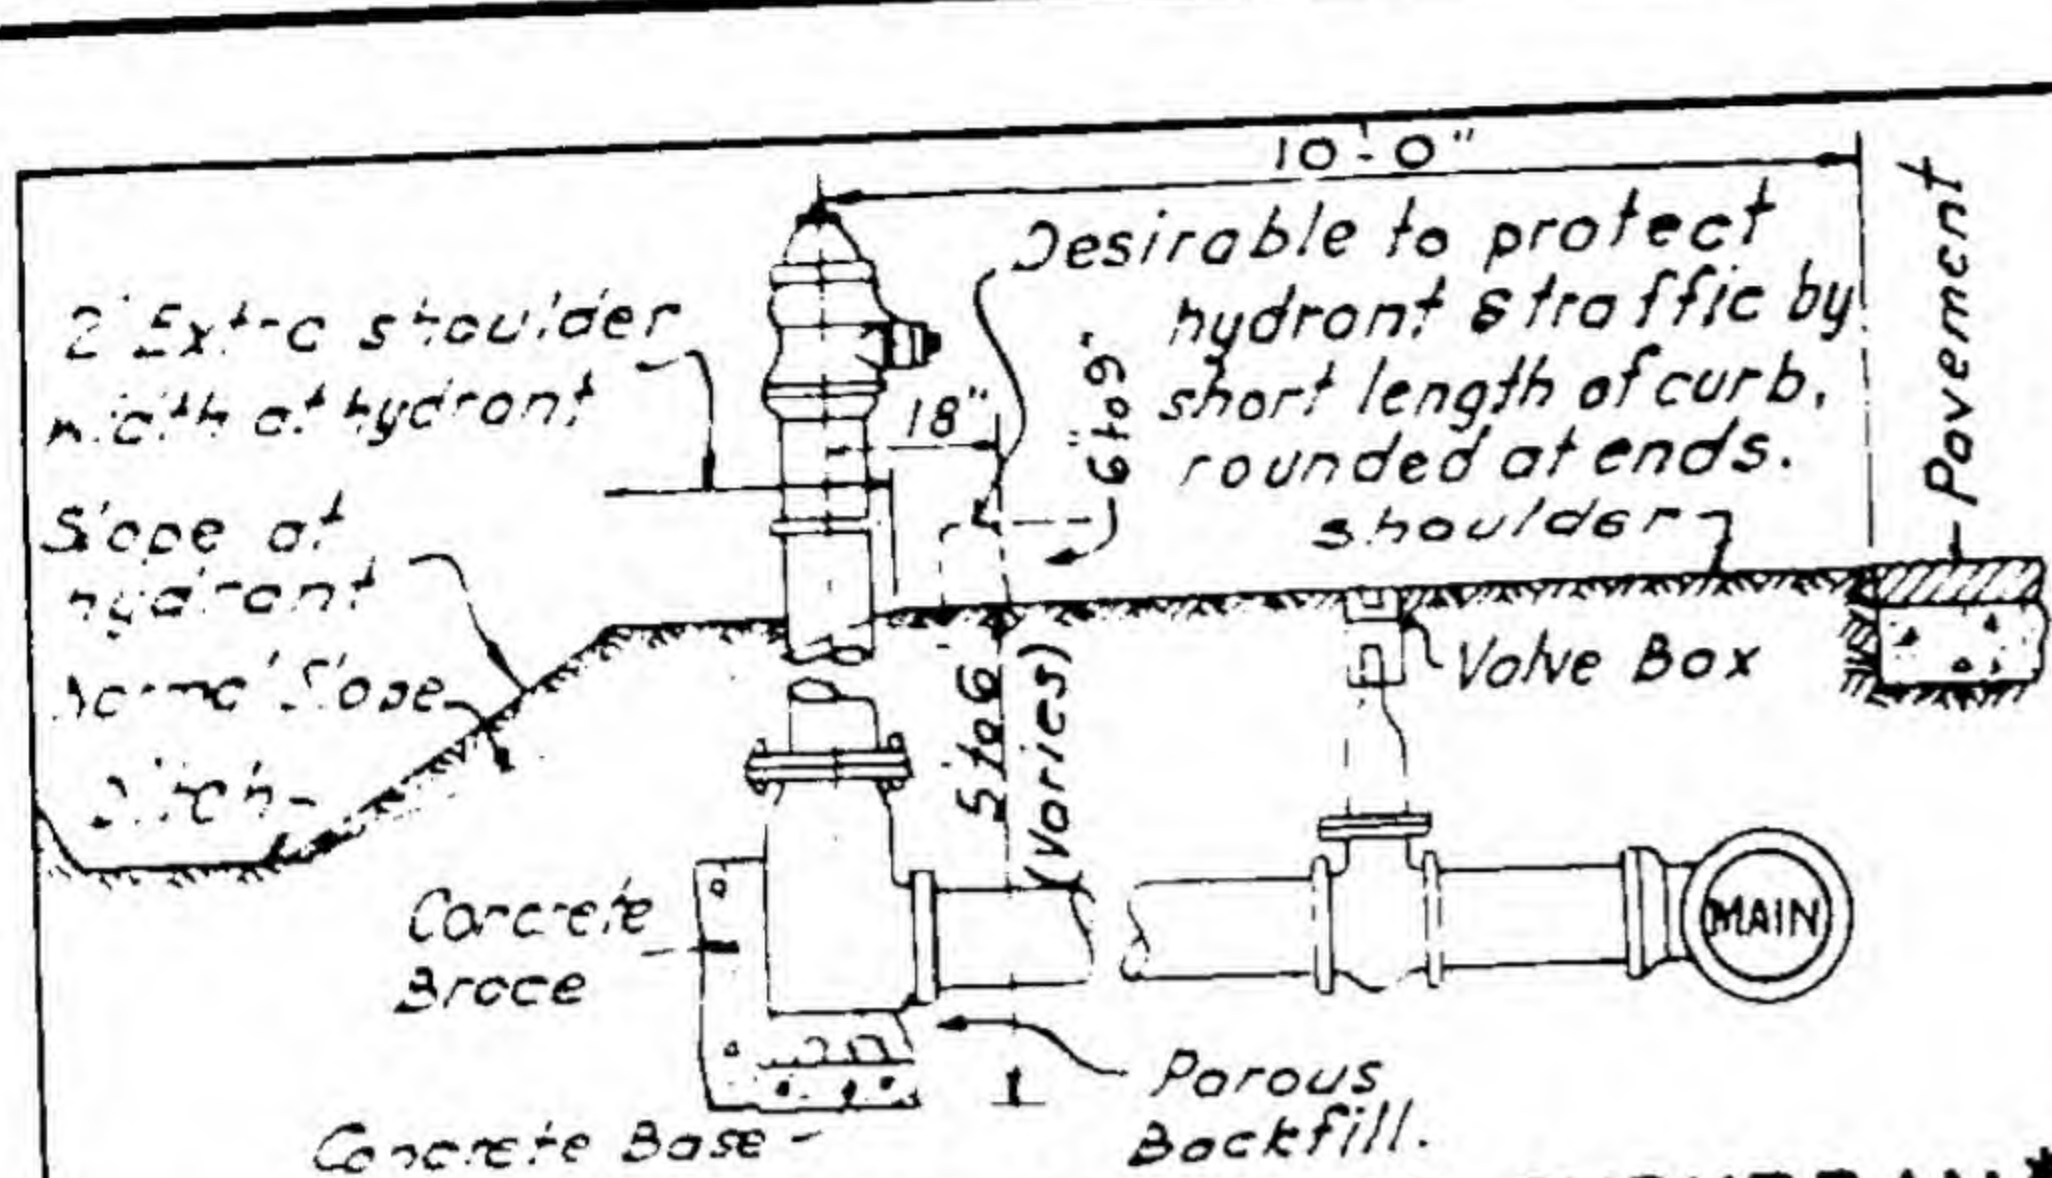 10'-0"
Desirable to protect
hydrant & traffic by
short length of curb,
rounded at ends.
Pavement
2' Extra shoulder
width at hydrant
18"
6" to 9"
shoulder
Slope at
hydrant
Normal Slope
Ditch
5' to 6'
(Varies)
Valve Box
Concrete
Brace
MAIN
Porous
Backfill.
Concrete Base